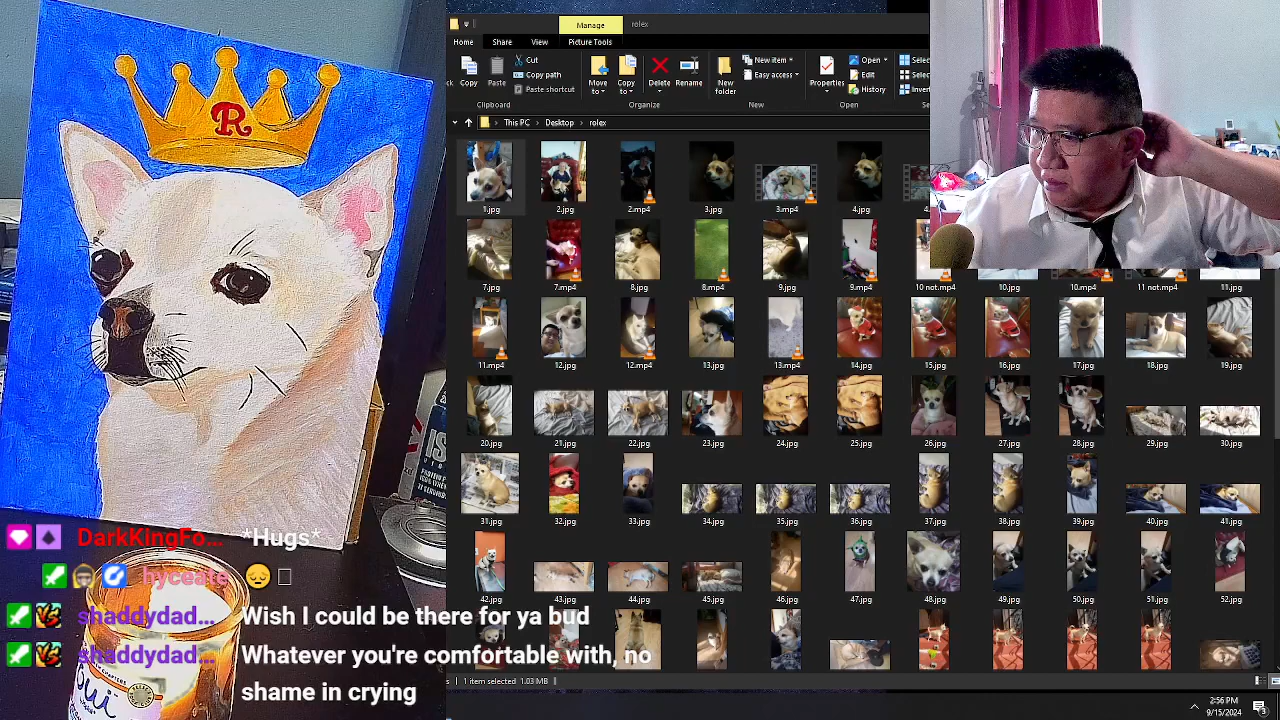 Manage rolex
Home Share View Picture Tools
Copy Paste Cut Copy path Paste shortcut
Move to Copy to Delete Rename New folder New item Easy access Properties Open Edit History
Clipboard Organize New Open
This PC Desktop rolex
1.jpg 2.jpg 2.mp4 3.jpg 3.mp4 4.jpg
7.jpg 7.mp4 8.jpg 8.mp4 9.jpg 9.mp4 10 not.mp4 10.jpg 10.mp4 11 not.mp4 11.jpg
11.mp4 12.jpg 12.mp4 13.jpg 13.mp4 14.jpg 15.jpg 16.jpg 17.jpg 18.jpg 19.jpg
20.jpg 21.jpg 22.jpg 23.jpg 24.jpg 25.jpg 26.jpg 27.jpg 28.jpg 29.jpg 30.jpg
31.jpg 32.jpg 33.jpg 34.jpg 35.jpg 36.jpg 37.jpg 38.jpg 39.jpg 40.jpg 41.jpg
42.jpg 43.jpg 44.jpg 45.jpg 46.jpg 47.jpg 48.jpg 49.jpg 50.jpg 51.jpg 52.jpg
1 item selected 1.03 MB
2:56 PM
9/15/2024
R
DarkKingFo... *Hugs*
hyceate
shaddydad... Wish I could be there for ya bud
shaddydad... Whatever you're comfortable with, no
shame in crying
CHAPTERS
Oui